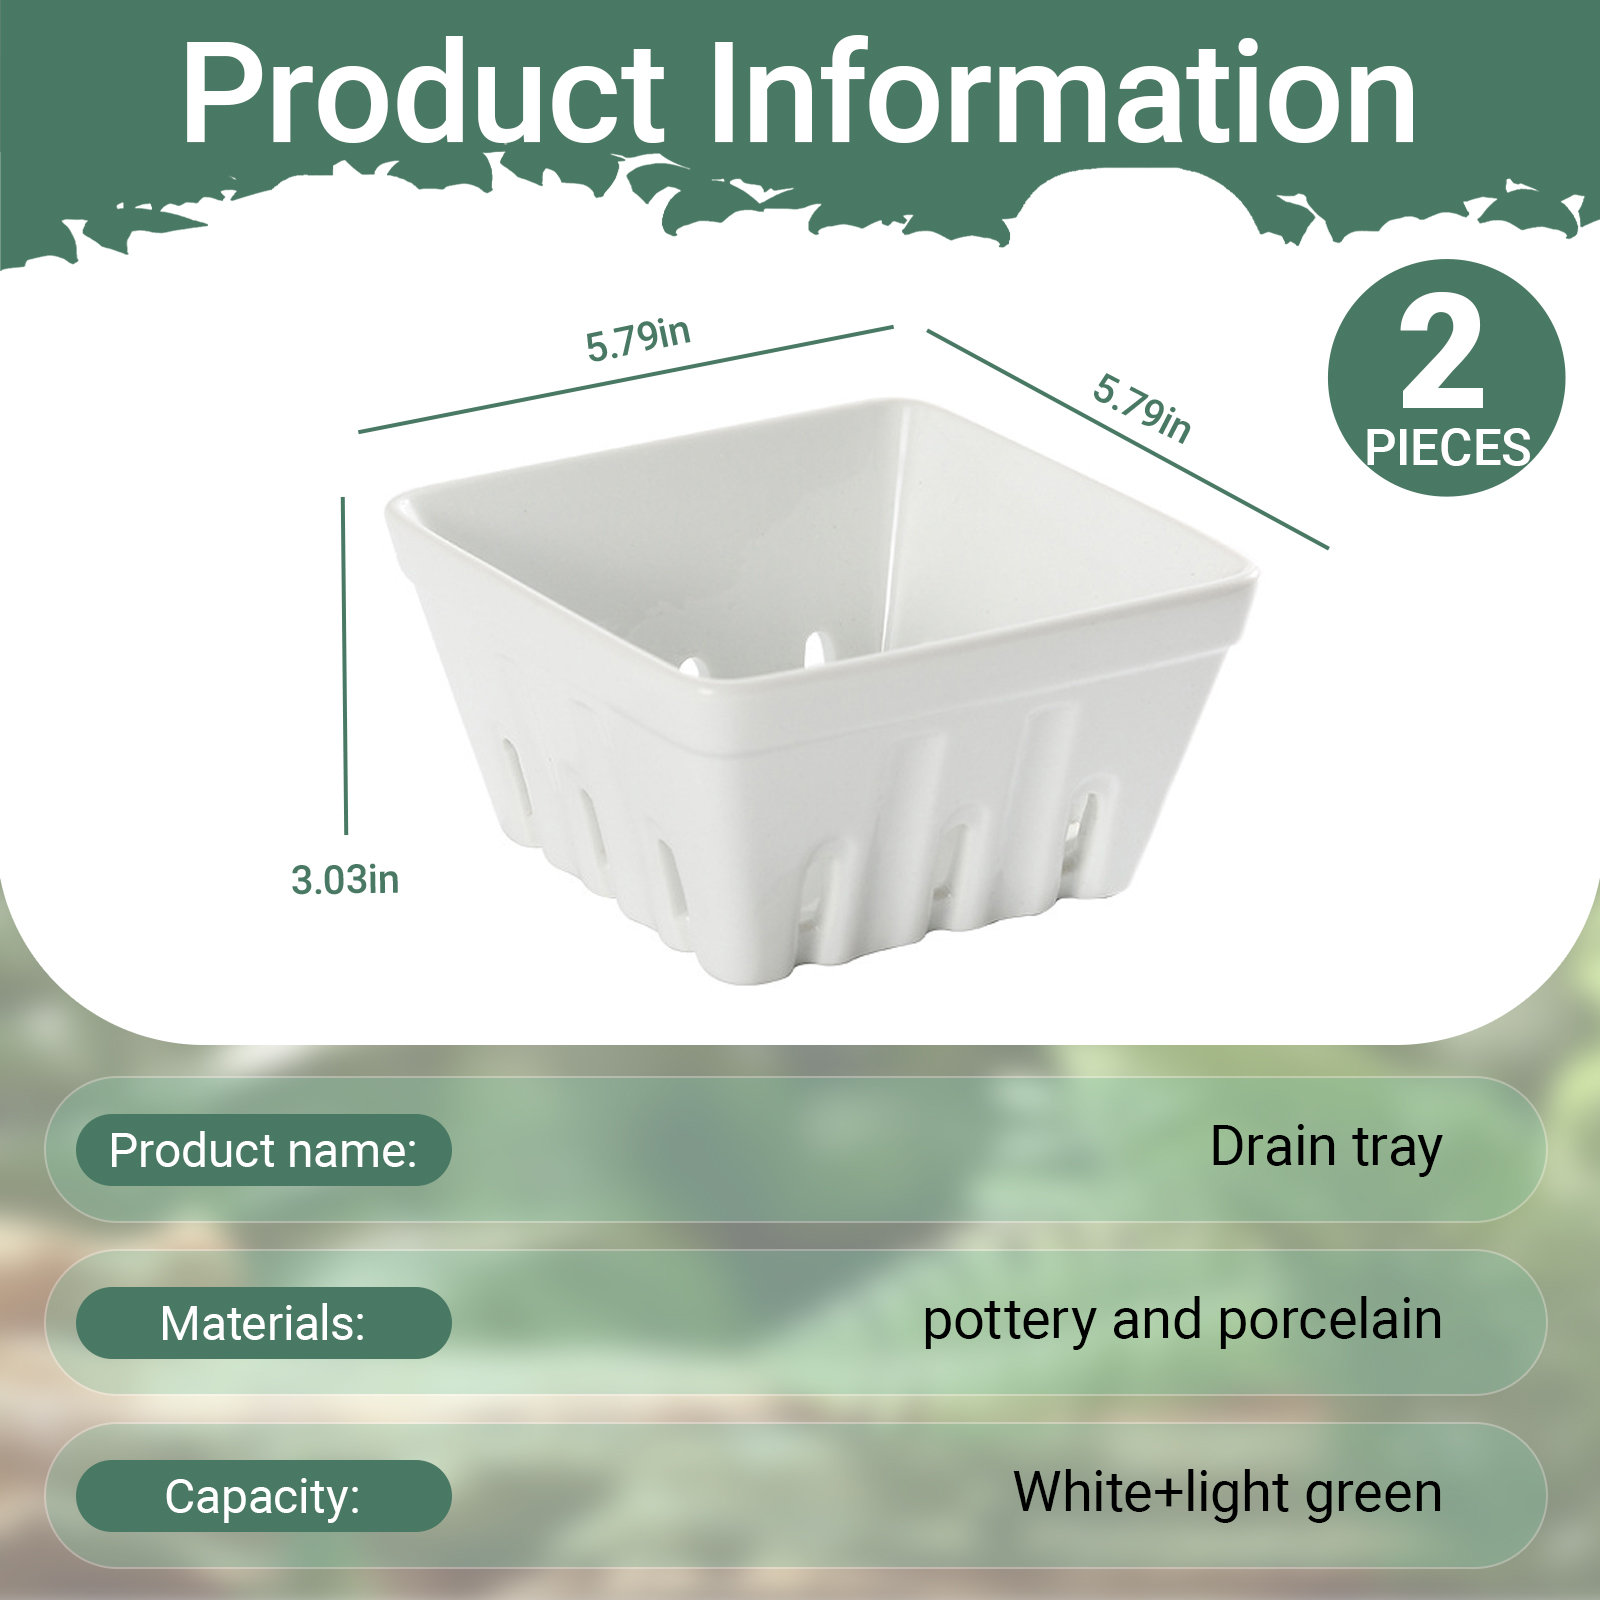 Product Information
5.79in
5.79in
2
PIECES
3.03in
Product name:
Drain tray
Materials:
pottery and porcelain
Capacity:
White+light green